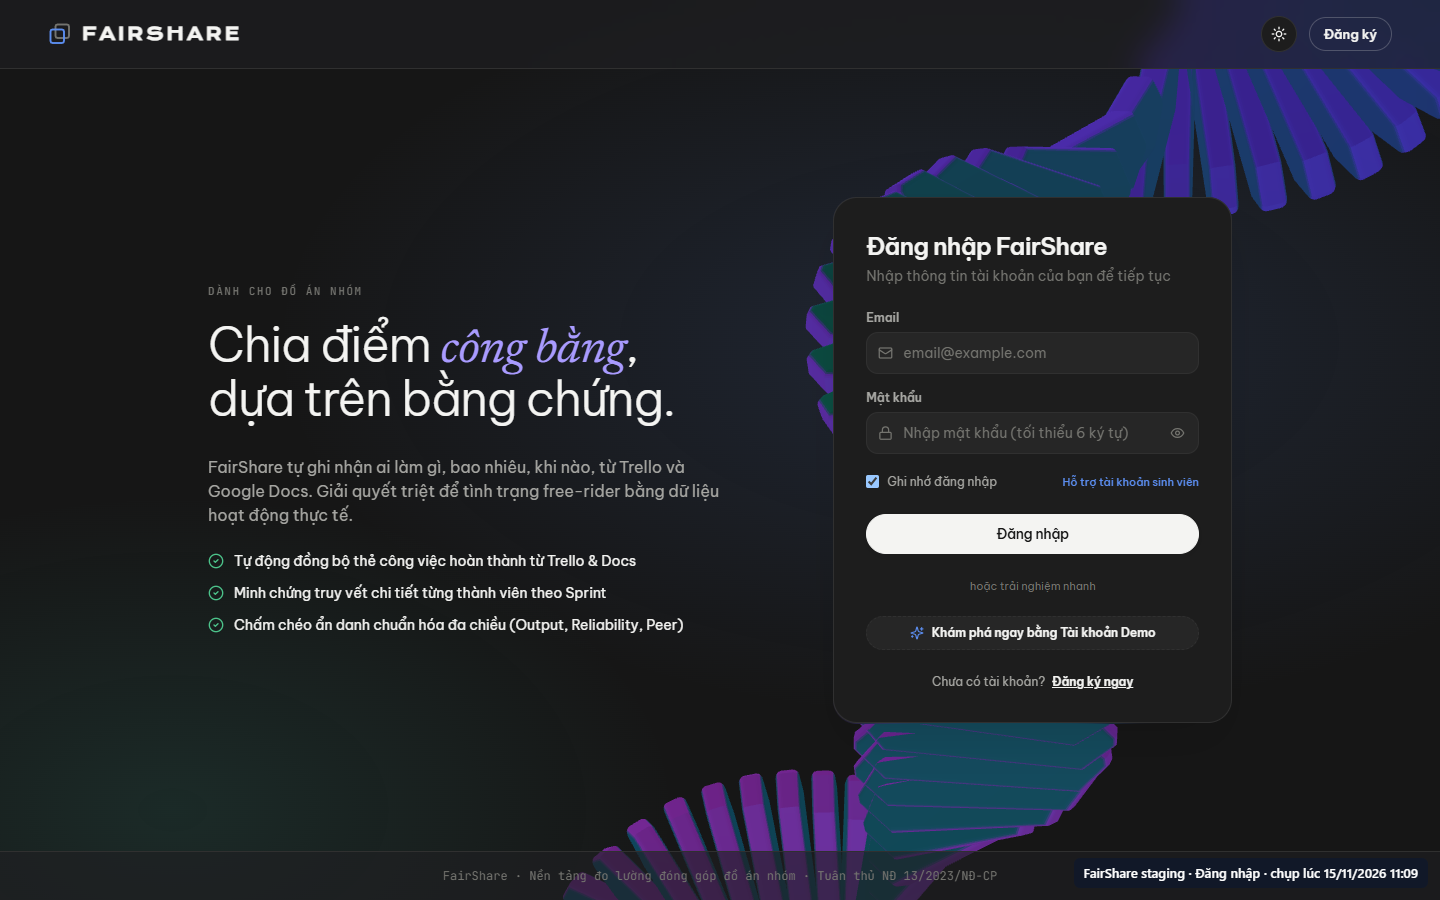 FAIRSHARE
Đăng ký
DÀNH CHO ĐỒ ÁN NHÓM
Chia điểm công bằng,
dựa trên bằng chứng.
FairShare tự ghi nhận ai làm gì, bao nhiêu, khi nào, từ Trello và
Google Docs. Giải quyết triệt để tình trạng free-rider bằng dữ liệu
hoạt động thực tế.
Tự động đồng bộ thẻ công việc hoàn thành từ Trello & Docs
Minh chứng truy vết chi tiết từng thành viên theo Sprint
Chấm chéo ẩn danh chuẩn hóa đa chiều (Output, Reliability, Peer)
Đăng nhập FairShare
Nhập thông tin tài khoản của bạn để tiếp tục
Email
email@example.com
Mật khẩu
Nhập mật khẩu (tối thiểu 6 ký tự)
Ghi nhớ đăng nhập
Hỗ trợ tài khoản sinh viên
Đăng nhập
hoặc trải nghiệm nhanh
Khám phá ngay bằng Tài khoản Demo
Chưa có tài khoản? Đăng ký ngay
FairShare · Nền tảng đo lường đóng góp đồ án nhóm · Tuân thủ NĐ 13/2023/NĐ-CP
FairShare staging · Đăng nhập · chụp lúc 15/11/2026 11:09